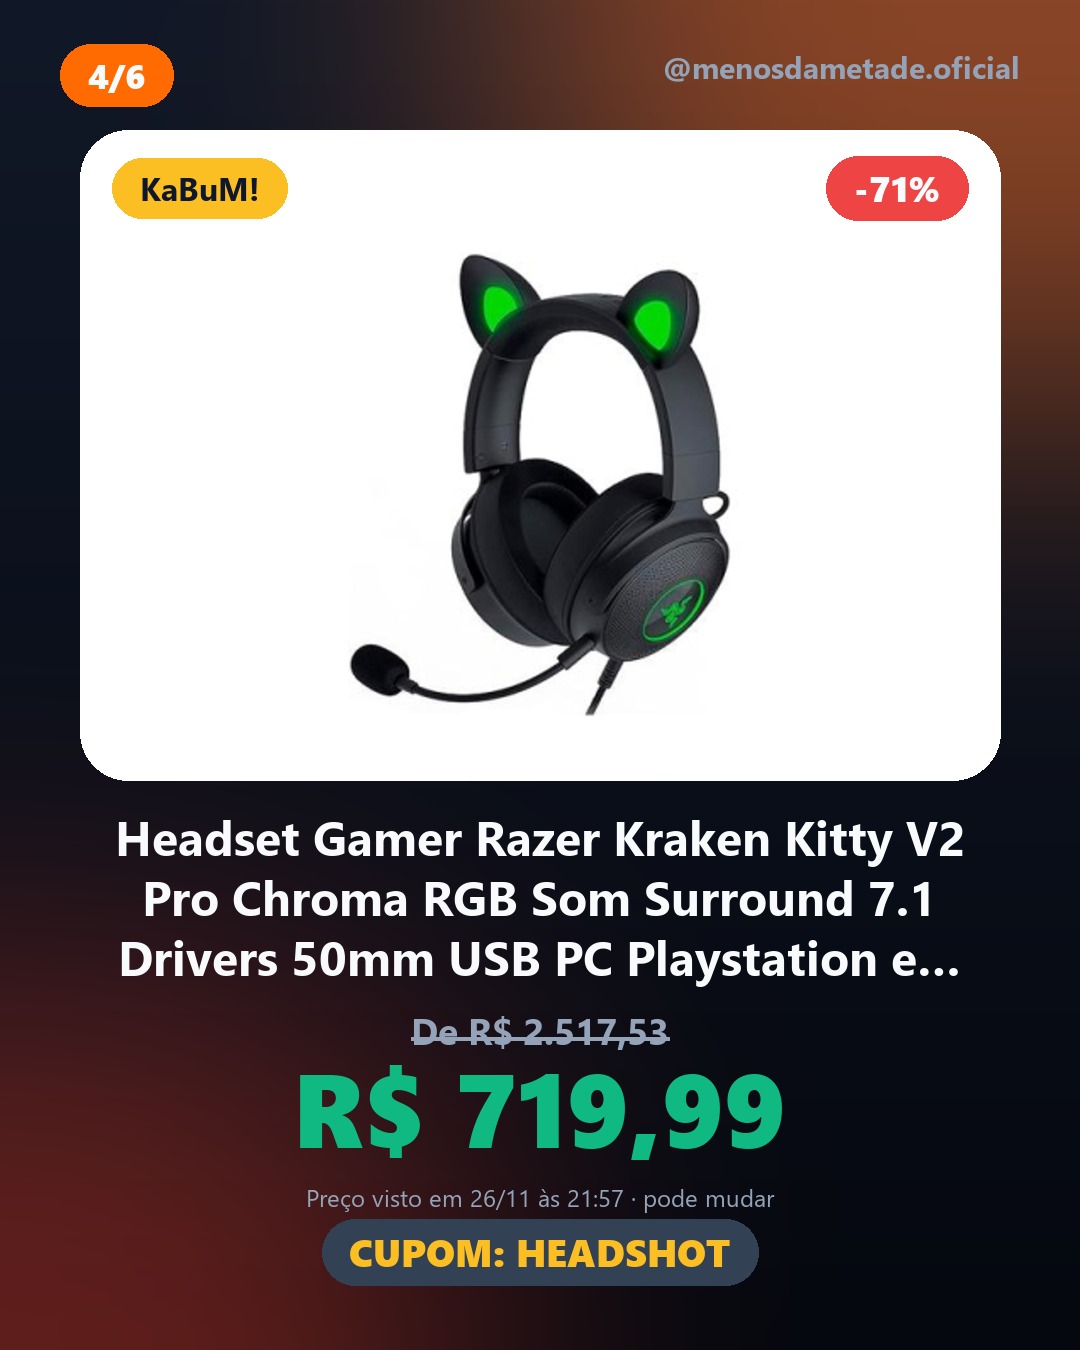 4/6
@menosdametade.oficial
KaBuM!
-71%
Headset Gamer Razer Kraken Kitty V2
Pro Chroma RGB Som Surround 7.1
Drivers 50mm USB PC Playstation e...
De R$ 2.517,53
R$ 719,99
Preço visto em 26/11 às 21:57 · pode mudar
CUPOM: HEADSHOT